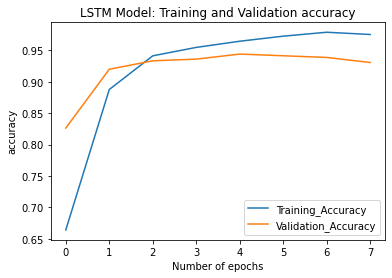 LSTM Model: Training and Validation accuracy
accuracy
0.95
0.90
0.85
0.80
0.75
0.70
0.65
Training_Accuracy
Validation_Accuracy
0 1 2 3 4 5 6 7
Number of epochs